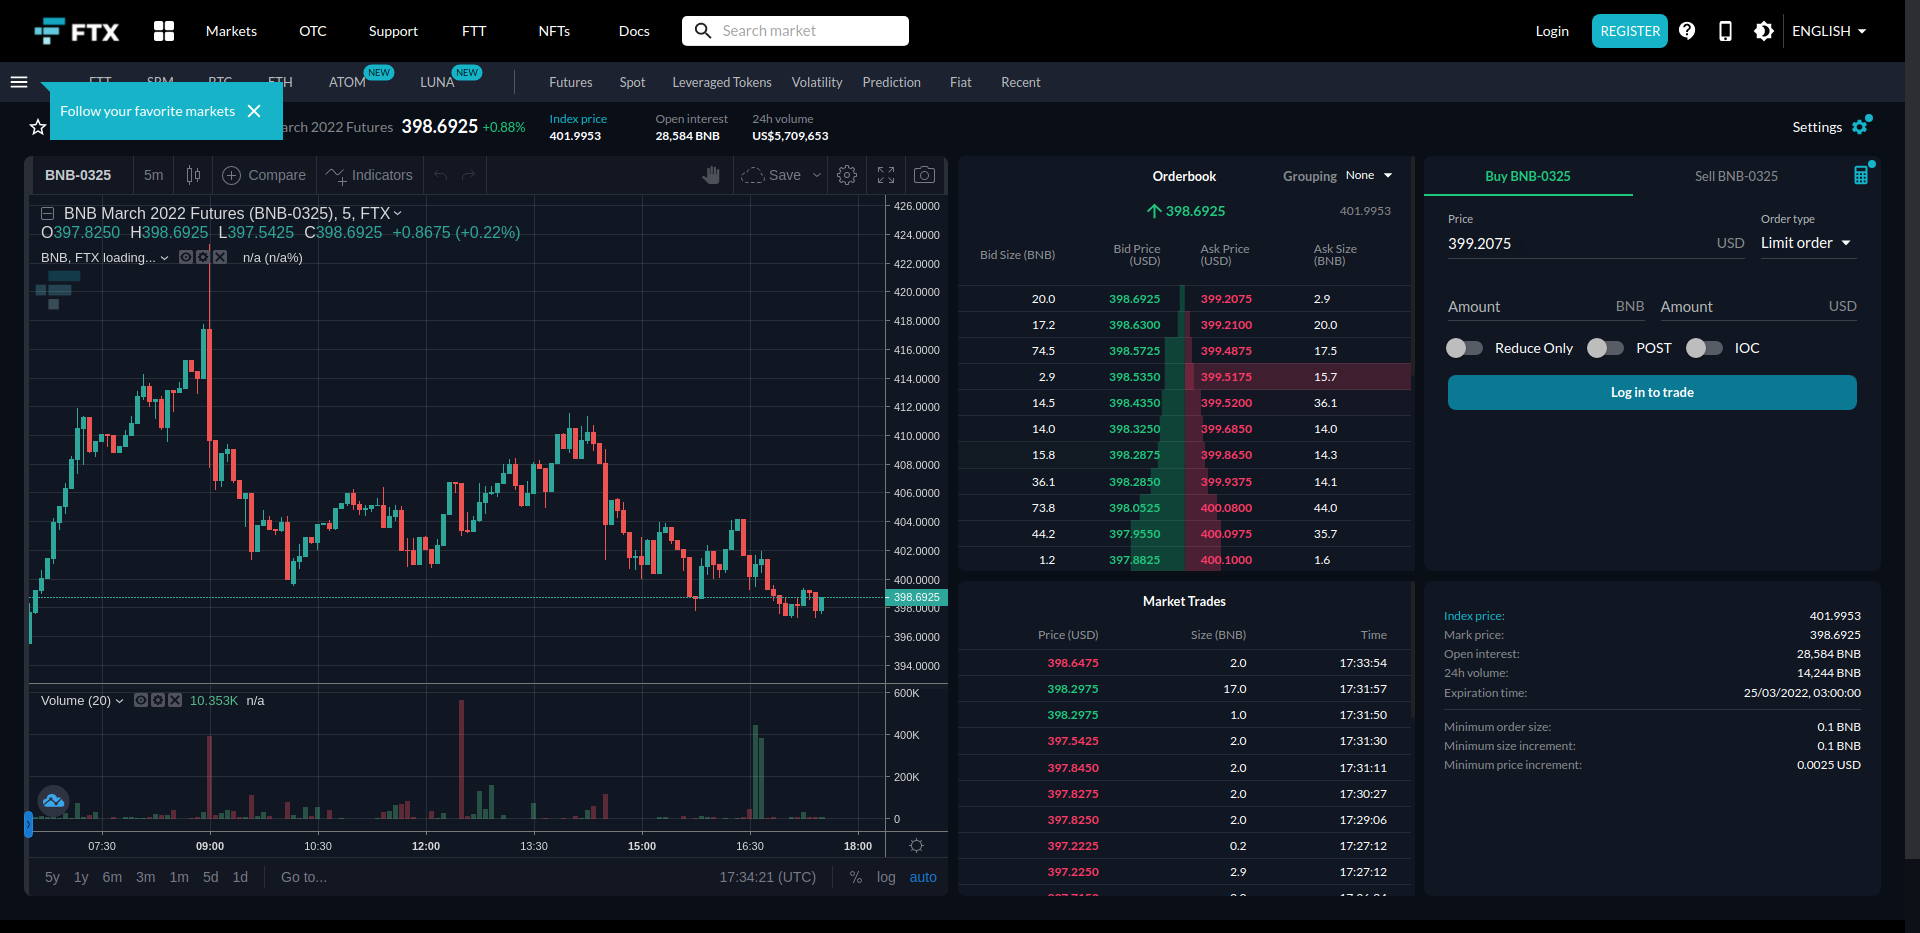 FTX
Markets OTC Support FTT NFTs Docs Search market Login REGISTER ENGLISH
ATOM NEW LUNA NEW Futures Spot Leveraged Tokens Volatility Prediction Fiat Recent
Follow your favorite markets
March 2022 Futures 398.6925 +0.88%
Index price
401.9953
Open interest
28,584 BNB
24h volume
US$5,709,653
Settings
BNB-0325 5m Compare Indicators Save
BNB March 2022 Futures (BNB-0325), 5, FTX
O397.8250 H398.6925 L397.5425 C398.6925 +0.8675 (+0.22%)
BNB, FTX loading... n/a (n/a%)
426.0000
424.0000
422.0000
420.0000
418.0000
416.0000
414.0000
412.0000
410.0000
408.0000
406.0000
404.0000
402.0000
400.0000
398.6925
398.0000
396.0000
394.0000
Volume (20) 10.353K n/a
600K
400K
200K
0
07:30 09:00 10:30 12:00 13:30 15:00 16:30 18:00
5y 1y 6m 3m 1m 5d 1d Go to... 17:34:21 (UTC) % log auto
Orderbook Grouping None
398.6925 401.9953
Bid Size (BNB) Bid Price (USD) Ask Price (USD) Ask Size (BNB)
20.0 398.6925 399.2075 2.9
17.2 398.6300 399.2100 20.0
74.5 398.5725 399.4875 17.5
2.9 398.5350 399.5175 15.7
14.5 398.4350 399.5200 36.1
14.0 398.3250 399.6850 14.0
15.8 398.2875 399.8650 14.3
36.1 398.2850 399.9375 14.1
73.8 398.0525 400.0800 44.0
44.2 397.9550 400.0975 35.7
1.2 397.8825 400.1000 1.6
Market Trades
Price (USD) Size (BNB) Time
398.6475 2.0 17:33:54
398.2975 17.0 17:31:57
398.2975 1.0 17:31:50
397.5425 2.0 17:31:30
397.8450 2.0 17:31:11
397.8275 2.0 17:30:27
397.8250 2.0 17:29:06
397.2225 0.2 17:27:12
397.2250 2.9 17:27:12
Buy BNB-0325 Sell BNB-0325
Price Order type
399.2075 USD Limit order
Amount BNB Amount USD
Reduce Only POST IOC
Log in to trade
Index price: 401.9953
Mark price: 398.6925
Open interest: 28,584 BNB
24h volume: 14,244 BNB
Expiration time: 25/03/2022, 03:00:00
Minimum order size: 0.1 BNB
Minimum size increment: 0.1 BNB
Minimum price increment: 0.0025 USD